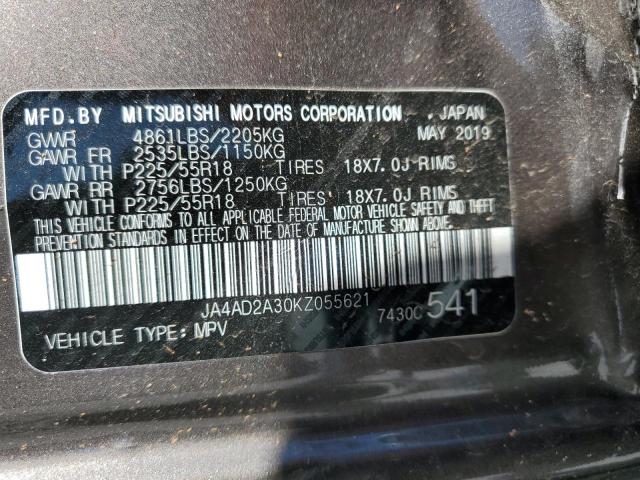 MFD.BY MITSUBISHI MOTORS CORPORATION, JAPAN
GVWR 4861LBS/2205KG MAY 2019
GAWR FR 2535LBS/1150KG
WITH P225/55R18 TIRES 18X7.0J RIMS
GAWR RR 2756LBS/1250KG
WITH P225/55R18 TIRES 18X7.0J RIMS
THIS VEHICLE CONFORMS TO ALL APPLICABLE FEDERAL MOTOR VEHICLE SAFETY AND THEFT
PREVENTION STANDARDS IN EFFECT ON THE DATE OF MANUFACTURE SHOWN ABOVE.
JA4AD2A30KZ055621
7430C 541
VEHICLE TYPE: MPV